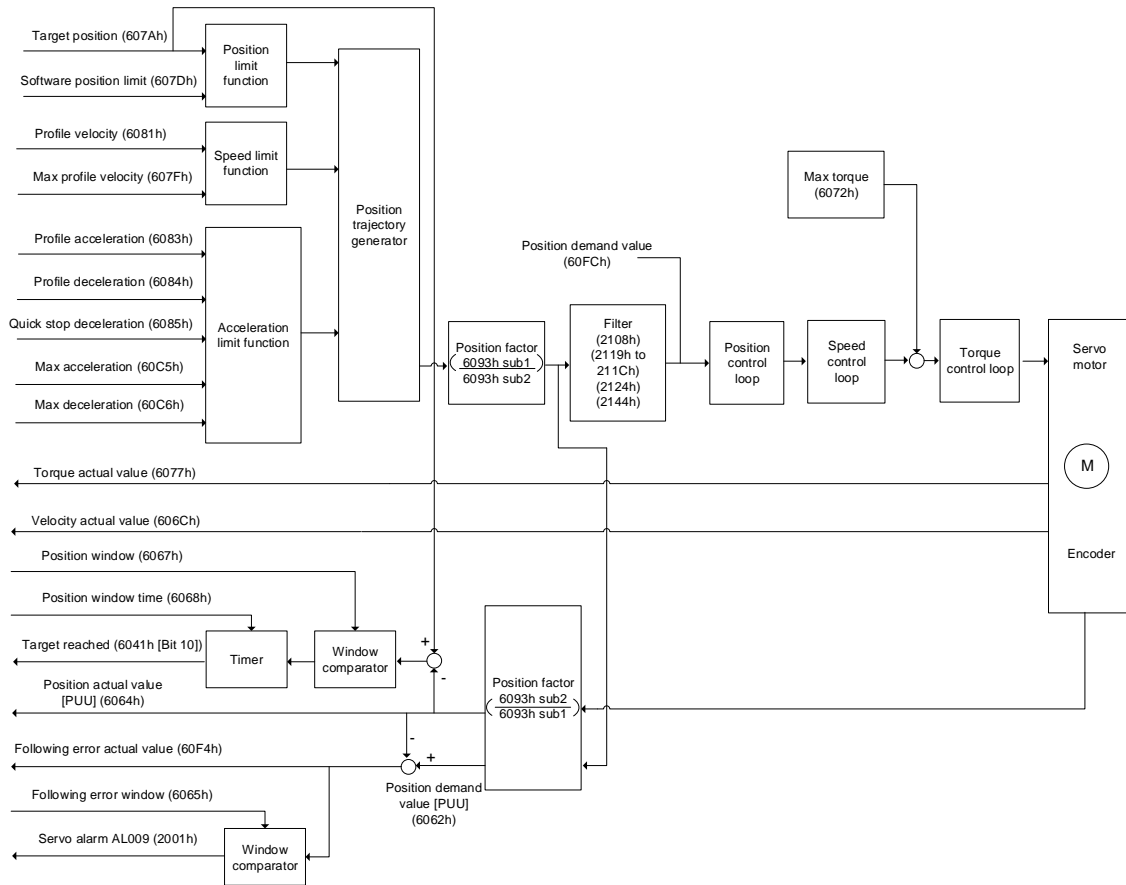 Target position (607Ah)
Software position limit (607Dh)
Position
limit
function
Profile velocity (6081h)
Max profile velocity (607Fh)
Speed limit
function
Profile acceleration (6083h)
Profile deceleration (6084h)
Quick stop deceleration (6085h)
Max acceleration (60C5h)
Max deceleration (60C6h)
Acceleration
limit function
Position
trajectory
generator
Position factor
( 6093h sub1 )
6093h sub2
Filter
(2108h)
(2119h to
211Ch)
(2124h)
(2144h)
Position demand value
(60FCh)
Position
control
loop
Speed
control
loop
Max torque
(6072h)
Torque
control loop
Servo
motor
M
Encoder
Torque actual value (6077h)
Velocity actual value (606Ch)
Position window (6067h)
Position window time (6068h)
Target reached (6041h [Bit 10])
Timer
Window
comparator
+
-
Position actual value
[PUU] (6064h)
Position factor
( 6093h sub2 )
6093h sub1
-
+
Following error actual value (60F4h)
Position demand
value [PUU]
(6062h)
Following error window (6065h)
Servo alarm AL009 (2001h)
Window
comparator